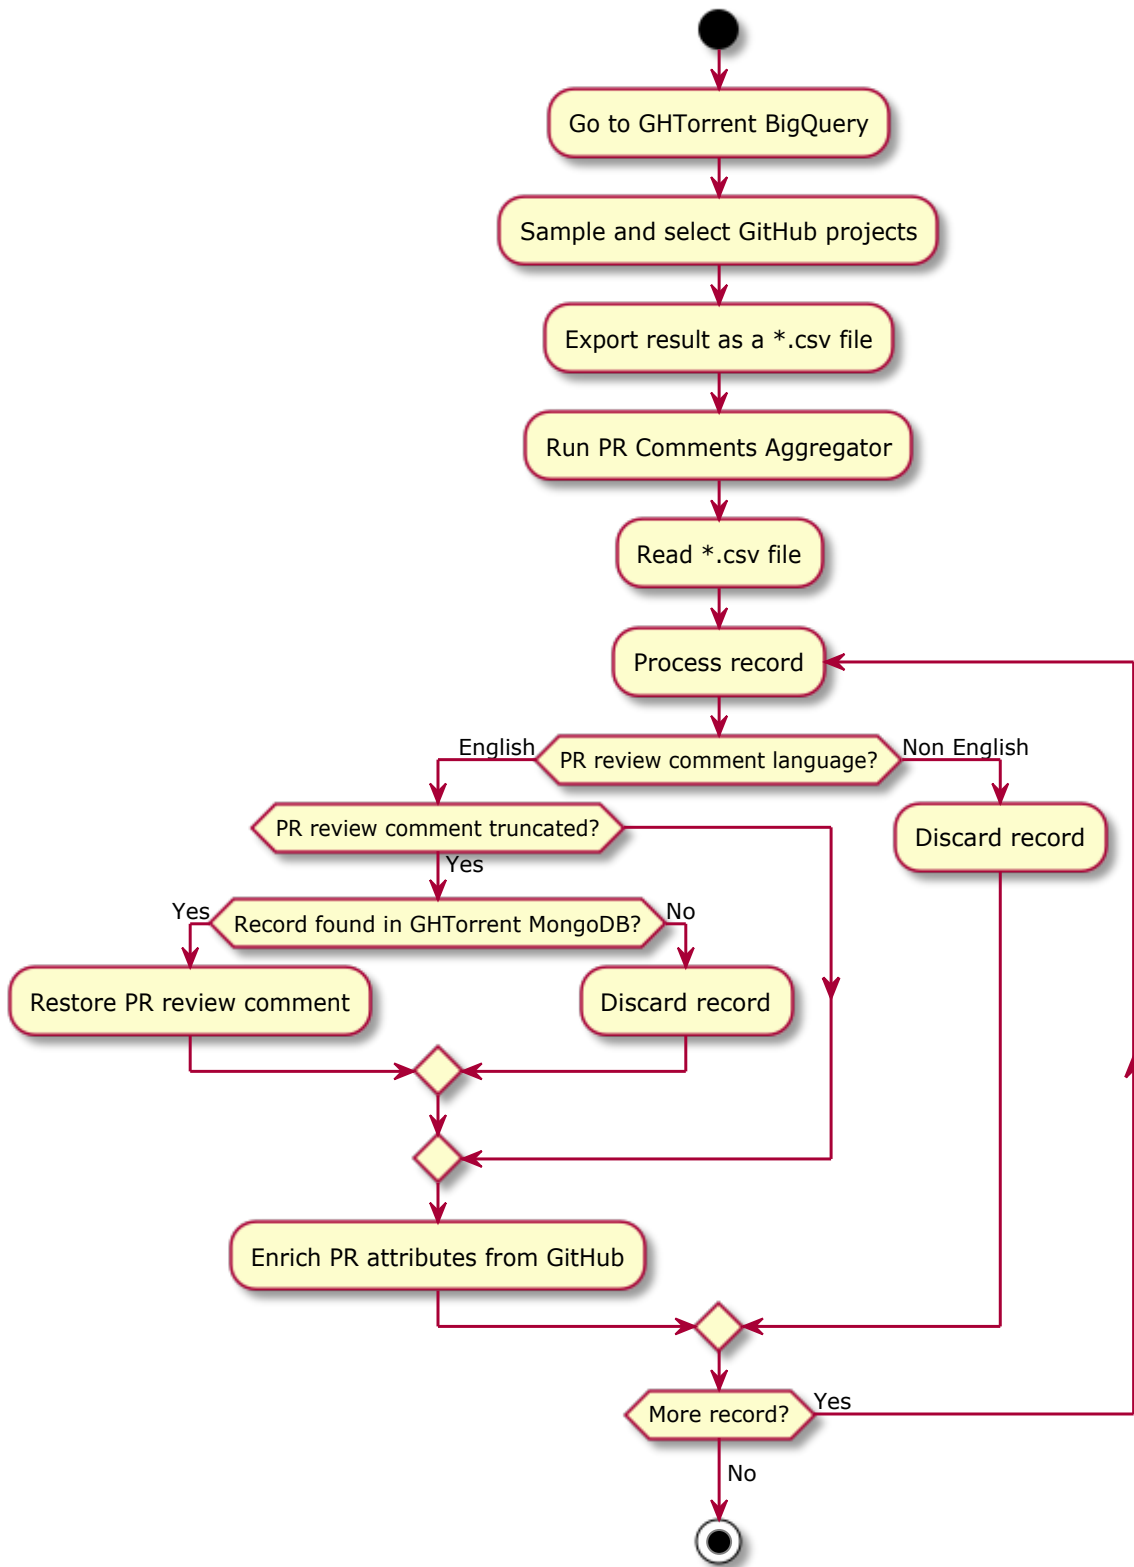 Go to GHTorrent BigQuery
Sample and select GitHub projects
Export result as a *.csv file
Run PR Comments Aggregator
Read *.csv file
Process record
English
PR review comment language?
Non English
PR review comment truncated?
Discard record
Yes
Yes
Record found in GHTorrent MongoDB?
No
Restore PR review comment
Discard record
Enrich PR attributes from GitHub
More record?
Yes
No